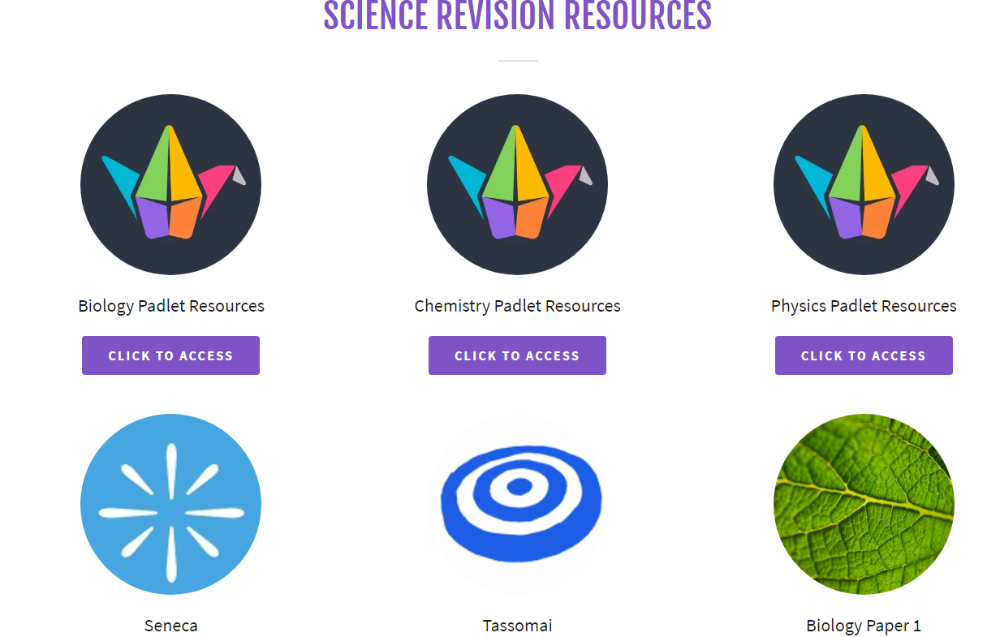 SCIENCE REVISION RESOURCES
Biology Padlet Resources
Chemistry Padlet Resources
Physics Padlet Resources
CLICK TO ACCESS
CLICK TO ACCESS
CLICK TO ACCESS
Seneca
Tassomai
Biology Paper 1